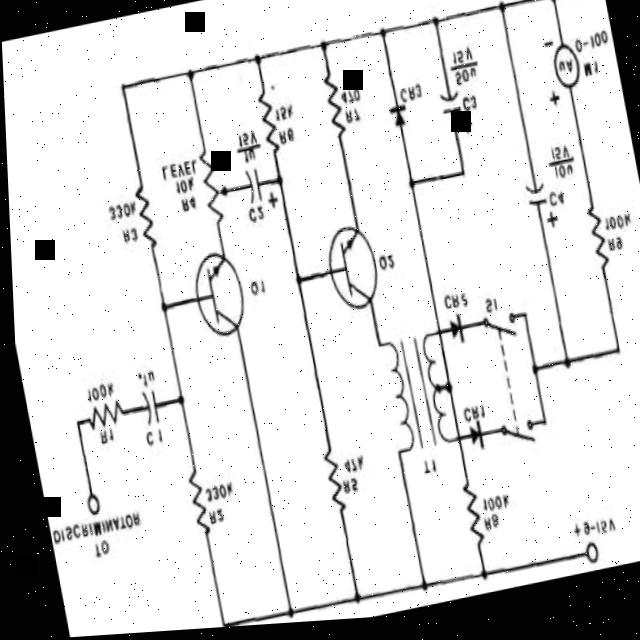 + 9-15V
TO
DISCRIMINATOR
R2
330K
R5
47K
R8
100K
R1
100K
C1
.1u
T1
CR1
CR2
S1
Q1
Q2
R3
330K
R4
10K
LEVEL
+
C2
1u
15V
R6
15K
R7
470
CR3
C3
50u
15V
+
C4
10u
15V
R9
100K
+
M1
UA
0-100
-